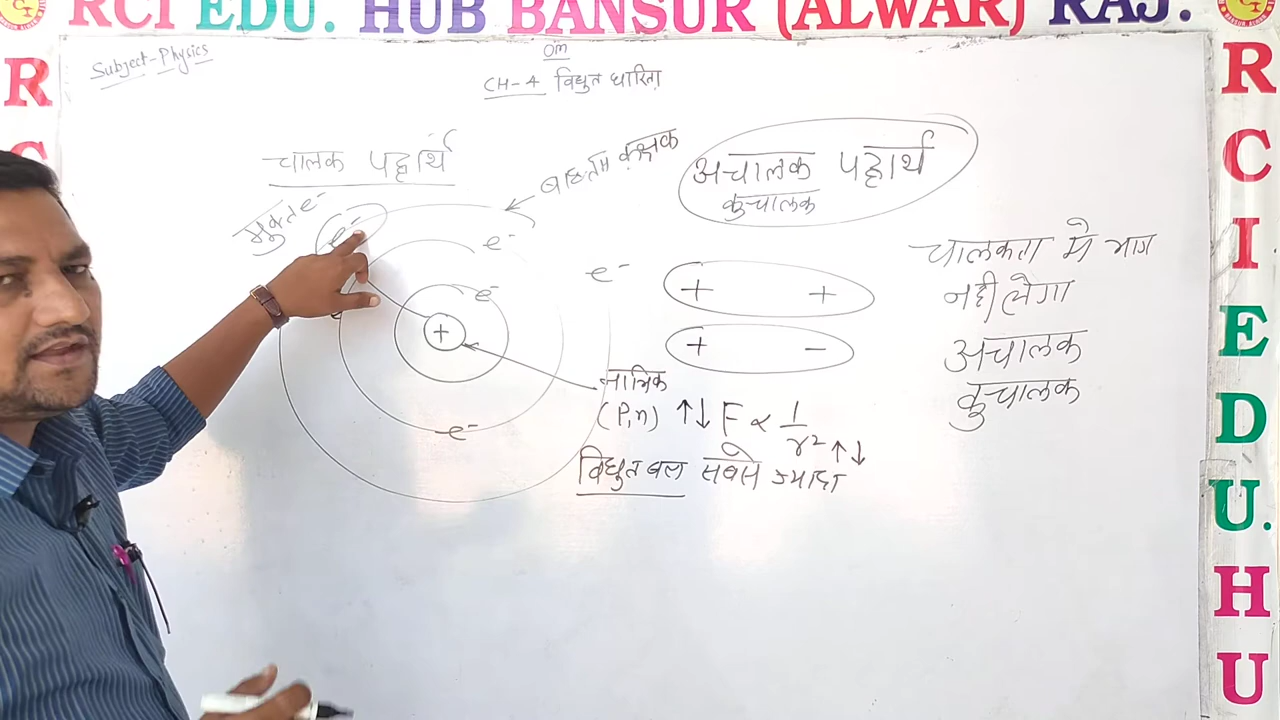 RCI EDU. HUB BANSUR (ALWAR) RAJ.
Subject-Physics
om
CH-4 विद्युत धारिता
चालक पदार्थ
बाह्यतम कक्षक
अचालक पदार्थ
कुचालक
मुक्त e-
e-
e-
e-
e-
e-
+
+ +
+ -
चालकता मे भाग
नही लेगा
अचालक
कुचालक
नाभिक
(P,n) ↑↓ F ∝ 1/r² ↑↓
विद्युत बल सबसे ज्यादा
R
C
R
C
I
E
D
U.
H
U